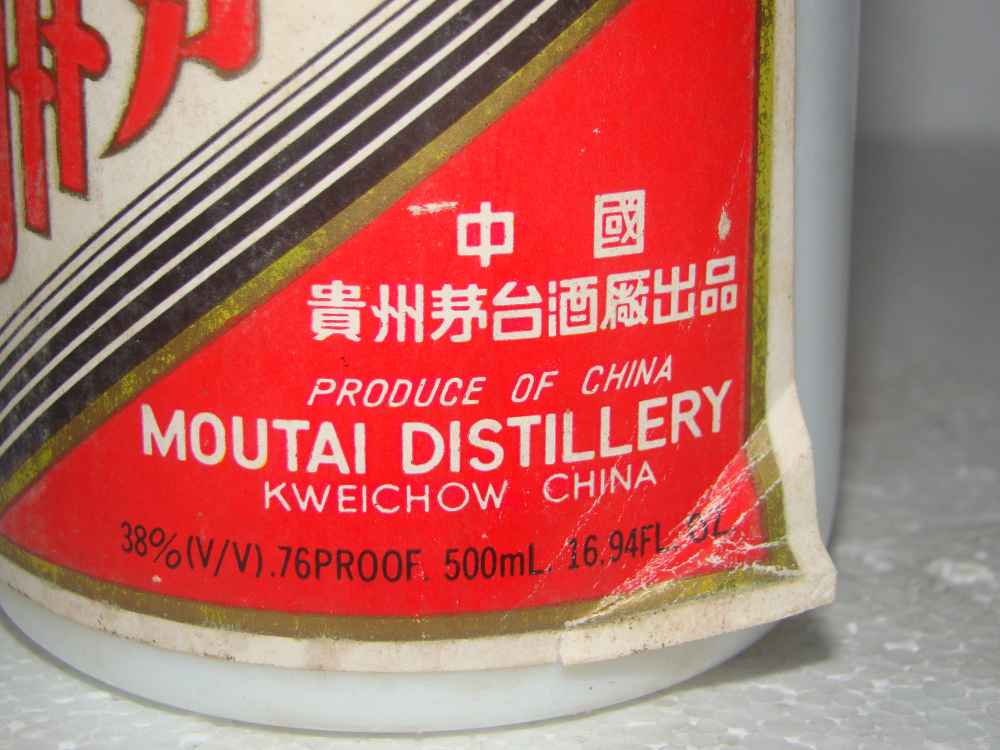 中國
貴州茅台酒廠出品
PRODUCE OF CHINA
MOUTAI DISTILLERY
KWEICHOW CHINA
38%(V/V).76PROOF. 500mL. 16.94FL. OZ.